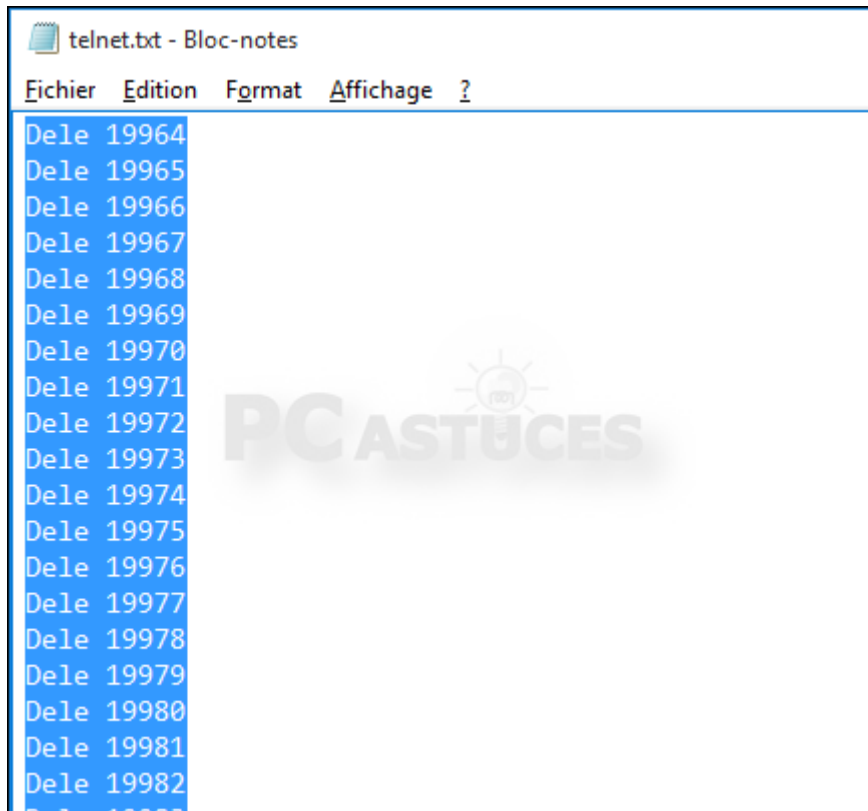 telnet.txt - Bloc-notes
Fichier Edition Format Affichage ?
Dele 19964
Dele 19965
Dele 19966
Dele 19967
Dele 19968
Dele 19969
Dele 19970
Dele 19971
Dele 19972
Dele 19973
Dele 19974
Dele 19975
Dele 19976
Dele 19977
Dele 19978
Dele 19979
Dele 19980
Dele 19981
Dele 19982
PC ASTUCES